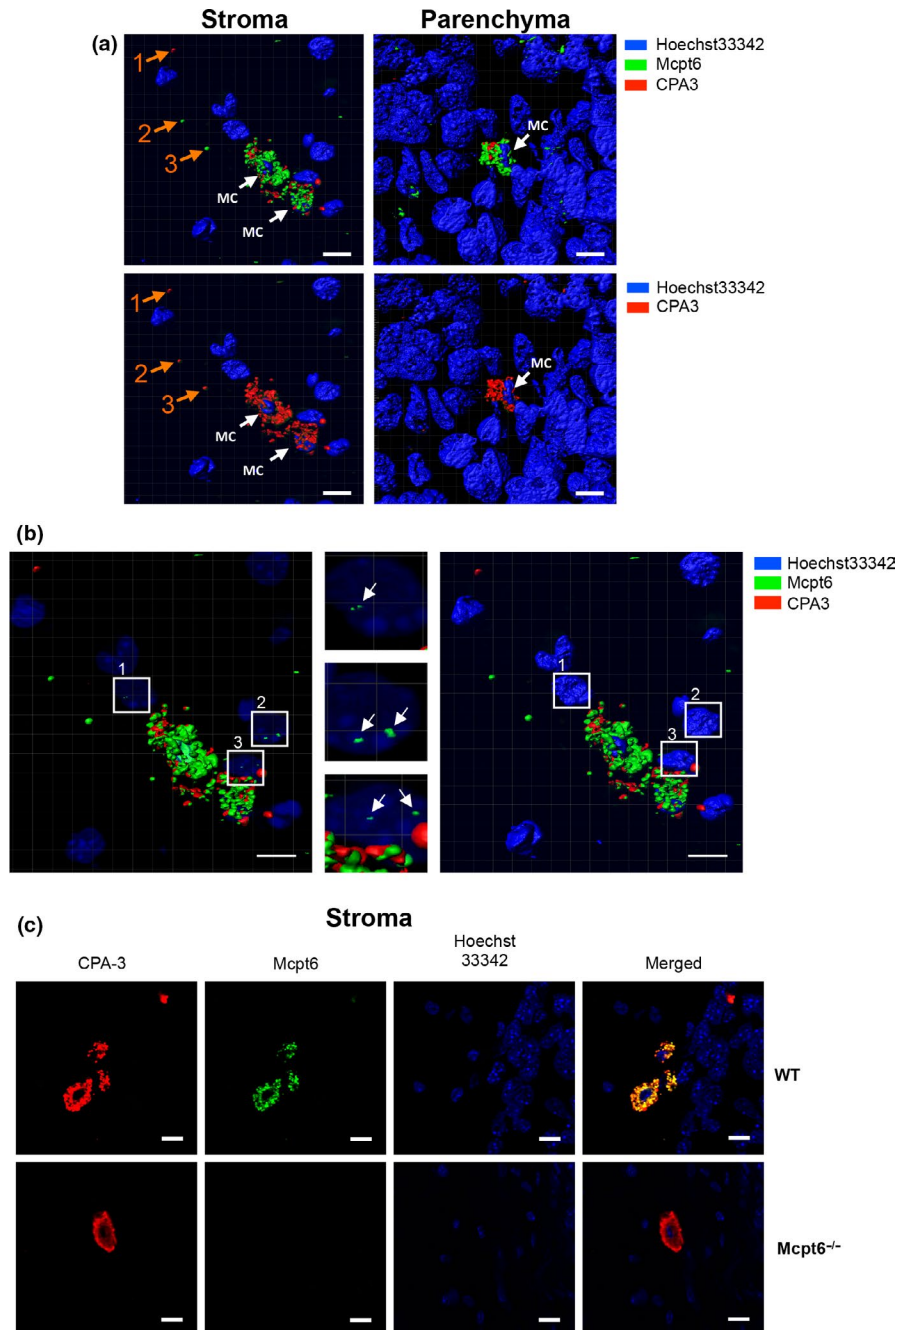 Stroma Parenchyma
(a)
Hoechst33342
Mcpt6
CPA3
1
2
3
MC
MC
MC
Hoechst33342
CPA3
1
2
3
MC
MC
MC
(b)
Hoechst33342
Mcpt6
CPA3
1
2
3
1
2
3
(c)
Stroma
CPA-3 Mcpt6 Hoechst
33342 Merged
WT
Mcpt6-/-